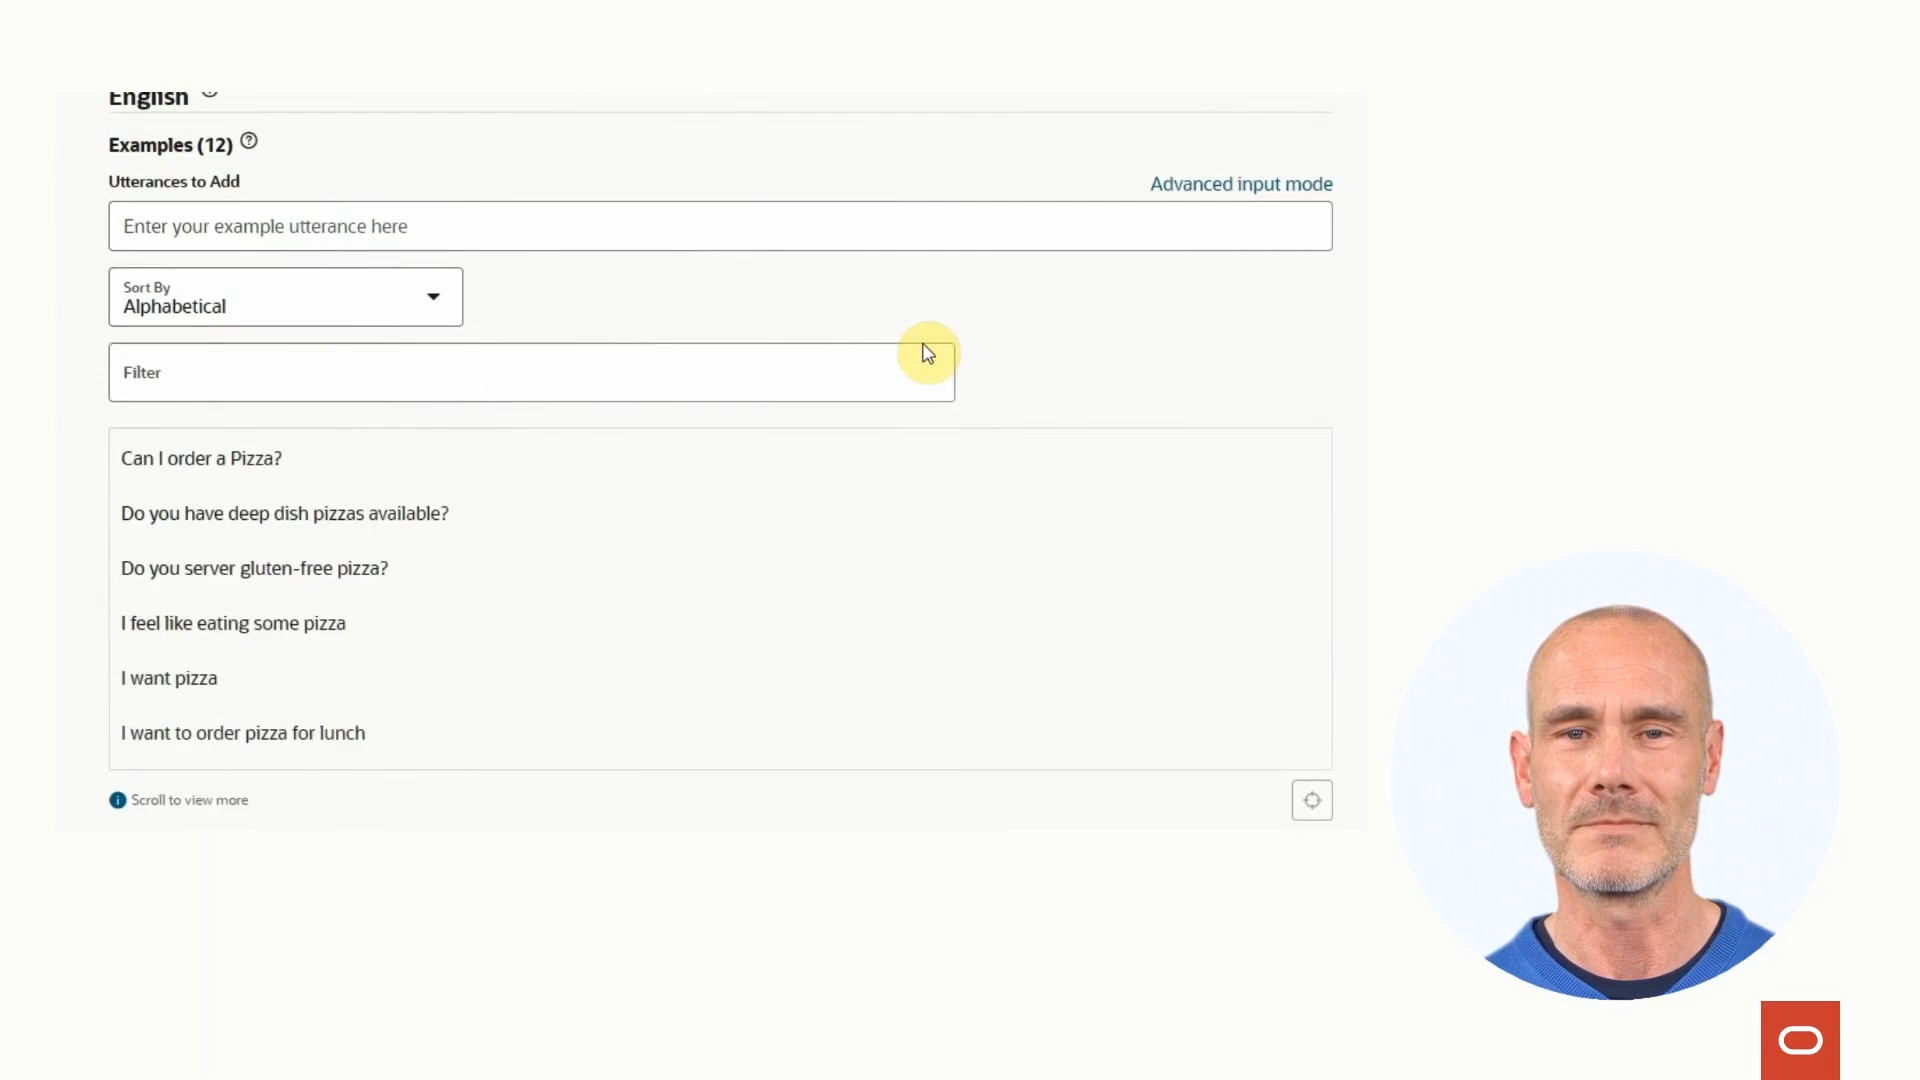 English
Examples (12)
Utterances to Add
Advanced input mode
Enter your example utterance here
Sort By
Alphabetical
Filter
Can I order a Pizza?
Do you have deep dish pizzas available?
Do you server gluten-free pizza?
I feel like eating some pizza
I want pizza
I want to order pizza for lunch
Scroll to view more